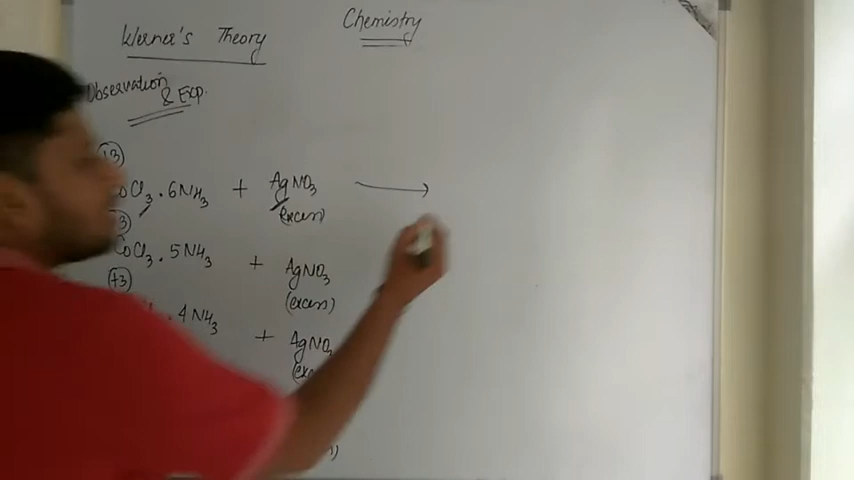 Werner's Theory Chemistry
Observation
& Exp.
+3
CoCl3 . 6NH3 + AgNO3
(excess)
CoCl3 . 5NH3 + AgNO3
(excess)
+3
. 4NH3 + AgNO3